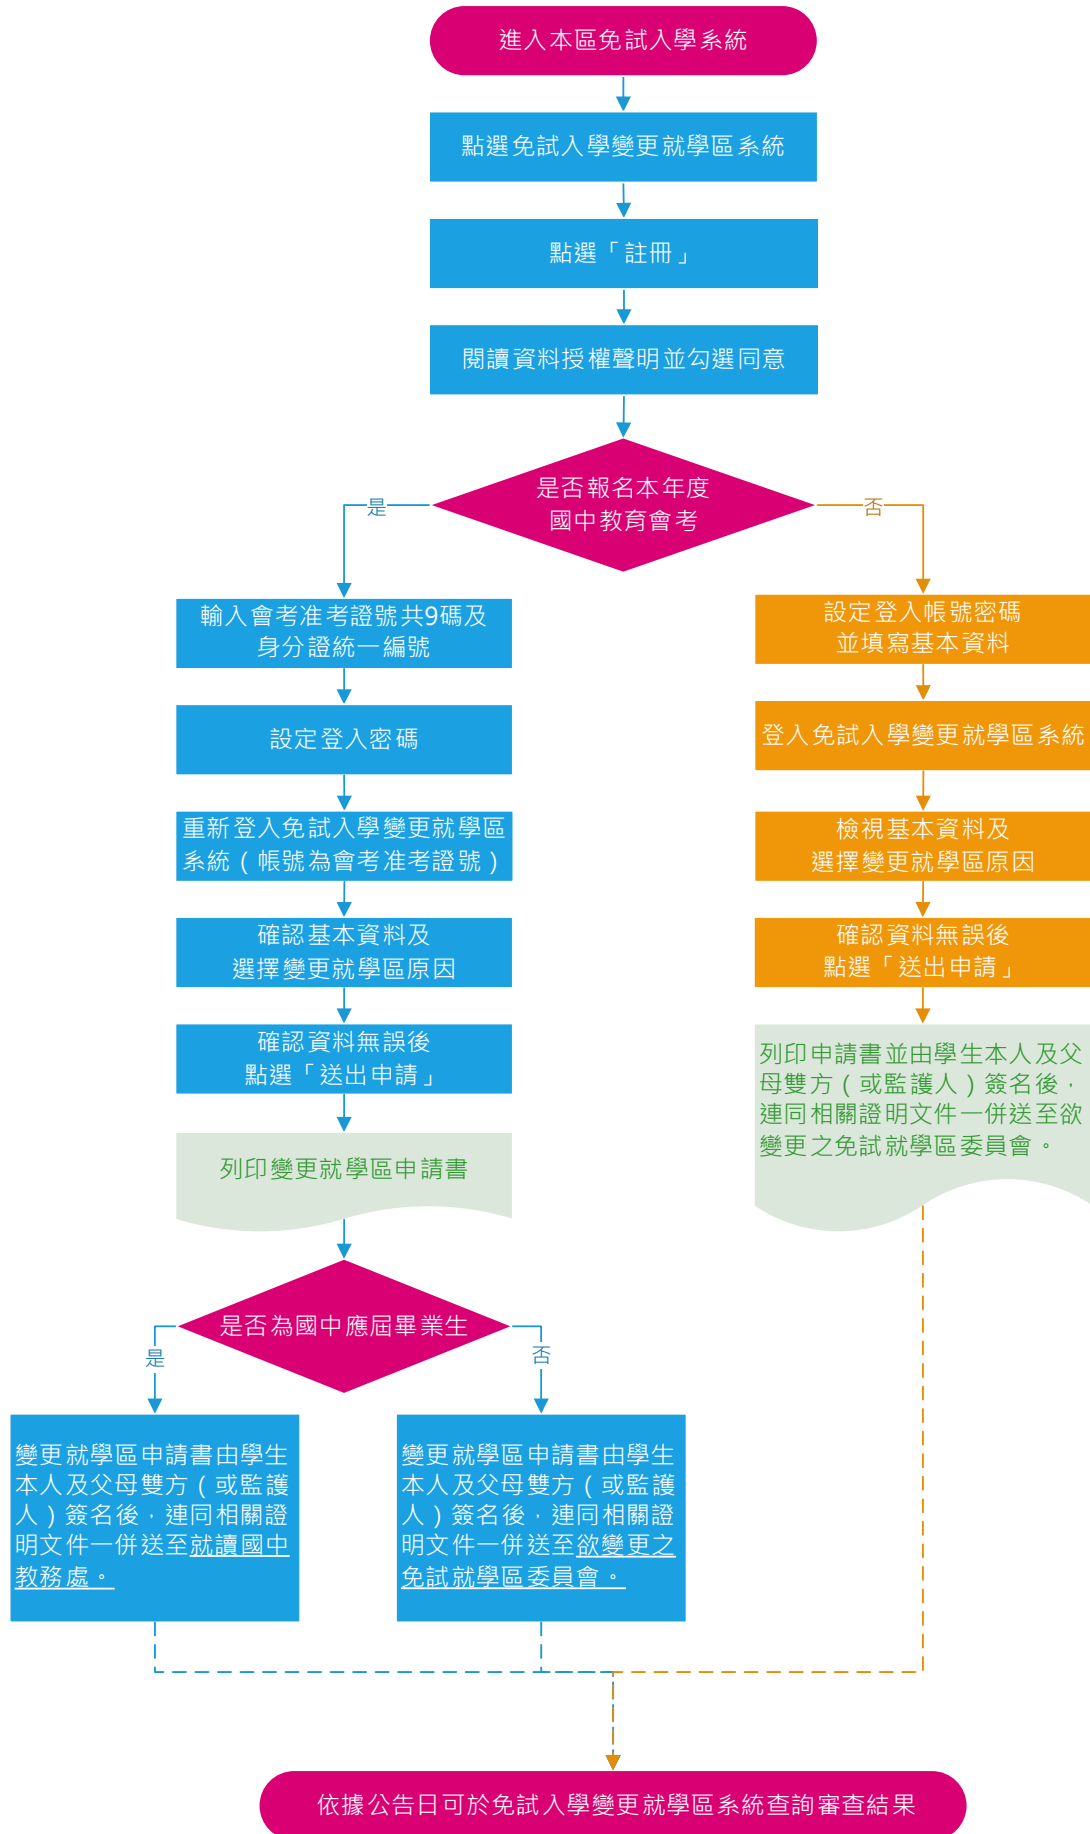 進入本區免試入學系統
點選免試入學變更就學區系統
點選「註冊」
閱讀資料授權聲明並勾選同意
是否報名本年度
國中教育會考
是
否
輸入會考准考證號共9碼及
身分證統一編號
設定登入密碼
重新登入免試入學變更就學區
系統（帳號為會考准考證號）
確認基本資料及
選擇變更就學區原因
確認資料無誤後
點選「送出申請」
列印變更就學區申請書
是否為國中應屆畢業生
是
否
變更就學區申請書由學生
本人及父母雙方（或監護
人）簽名後，連同相關證
明文件一併送至就讀國中
教務處。
變更就學區申請書由學生
本人及父母雙方（或監護
人）簽名後，連同相關證
明文件一併送至欲變更之
免試就學區委員會。
設定登入帳號密碼
並填寫基本資料
登入免試入學變更就學區系統
檢視基本資料及
選擇變更就學區原因
確認資料無誤後
點選「送出申請」
列印申請書並由學生本人及父
母雙方（或監護人）簽名後，
連同相關證明文件一併送至欲
變更之免試就學區委員會。
依據公告日可於免試入學變更就學區系統查詢審查結果